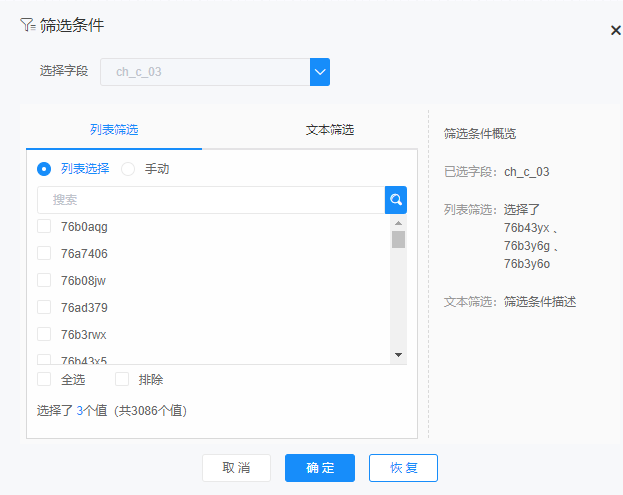 筛选条件
选择字段
ch_c_03
列表筛选
文本筛选
列表选择
手动
搜索
76b0aqg
76a7406
76b08jw
76ad379
76b3rwx
76b43x5
全选
排除
选择了 3个值（共3086个值）
筛选条件概览
已选字段：ch_c_03
列表筛选：选择了
76b43yx 、
76b3y6g 、
76b3y6o
文本筛选：筛选条件描述
取 消
确 定
恢 复